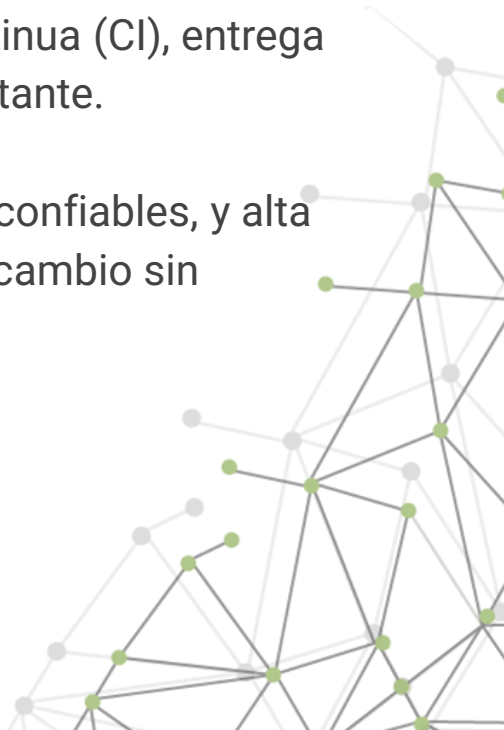 inua (CI), entrega
tante.
confiables, y alta
cambio sin